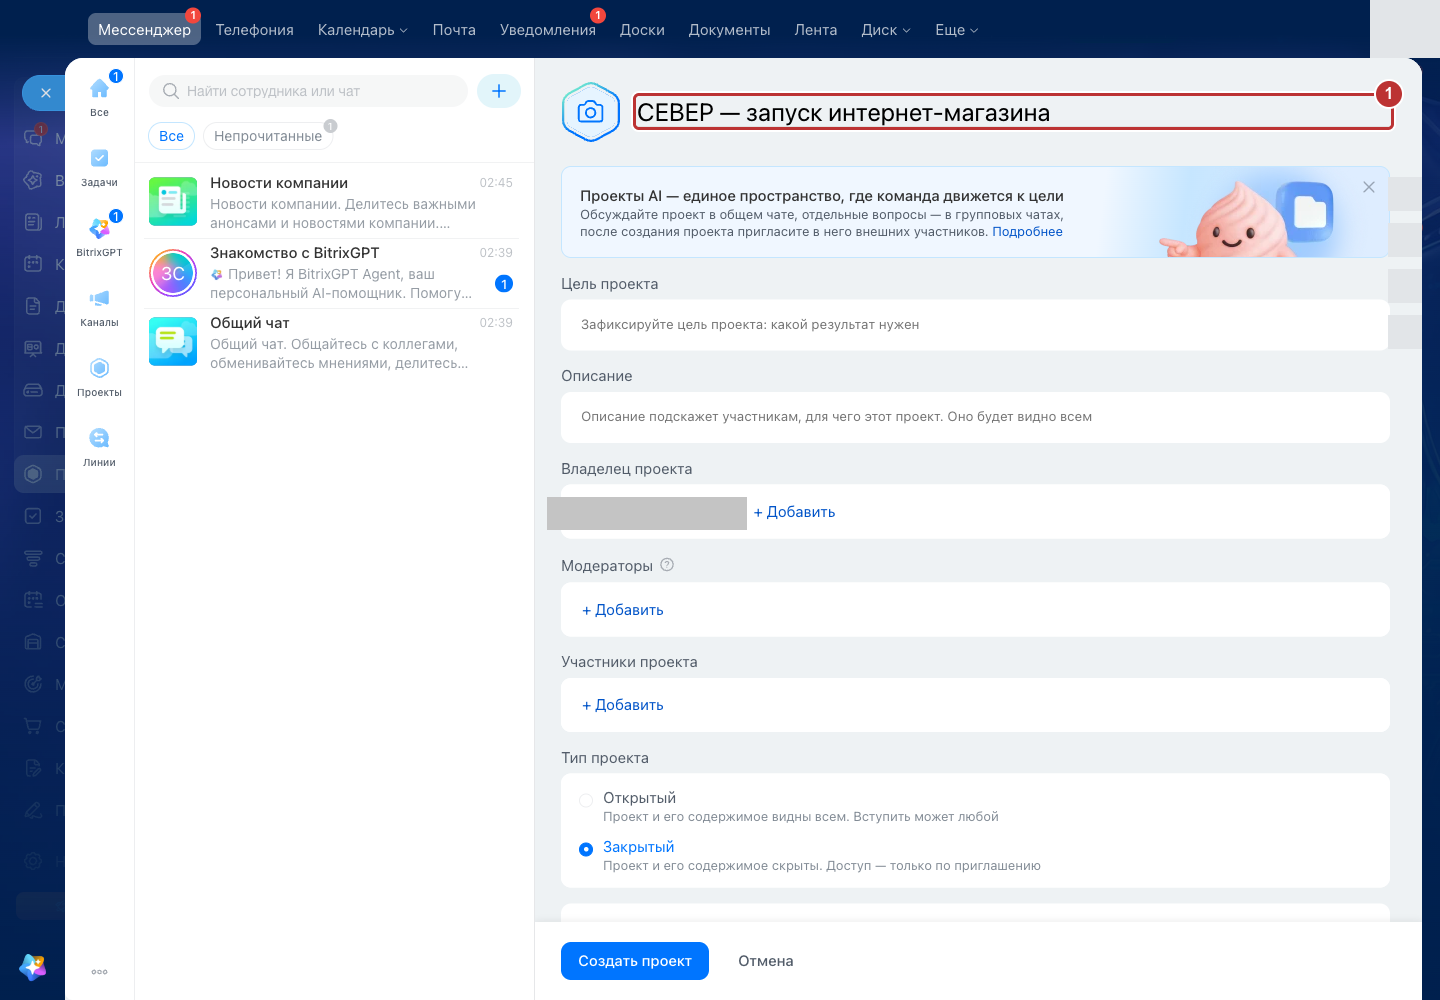 Мессенджер
1
Телефония
Календарь
Почта
Уведомления
1
Доски
Документы
Лента
Диск
Еще
1
Все
Задачи
1
BitrixGPT
Каналы
Проекты
Линии
Найти сотрудника или чат
Все
Непрочитанные
1
Новости компании
02:45
Новости компании. Делитесь важными
анонсами и новостями компании....
ЗС
Знакомство с BitrixGPT
02:39
Привет! Я BitrixGPT Agent, ваш
персональный AI-помощник. Помогу...
1
Общий чат
02:39
Общий чат. Общайтесь с коллегами,
обменивайтесь мнениями, делитесь...
СЕВЕР — запуск интернет-магазина
1
Проекты AI — единое пространство, где команда движется к цели
Обсуждайте проект в общем чате, отдельные вопросы — в групповых чатах,
после создания проекта пригласите в него внешних участников. Подробнее
Цель проекта
Зафиксируйте цель проекта: какой результат нужен
Описание
Описание подскажет участникам, для чего этот проект. Оно будет видно всем
Владелец проекта
+ Добавить
Модераторы
?
+ Добавить
Участники проекта
+ Добавить
Тип проекта
Открытый
Проект и его содержимое видны всем. Вступить может любой
Закрытый
Проект и его содержимое скрыты. Доступ — только по приглашению
Создать проект
Отмена